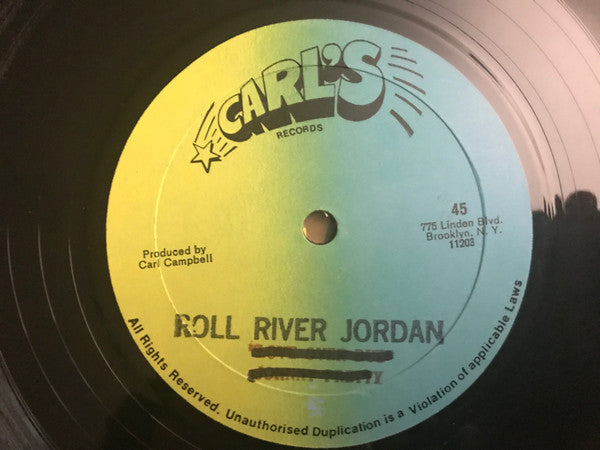 CARL'S
RECORDS
45
775 Linden Blvd.
Brooklyn, N. Y.
11203
Produced by
Carl Campbell
ROLL RIVER JORDAN
All Rights Reserved. Unauthorised Duplication is a Violation of applicable Laws